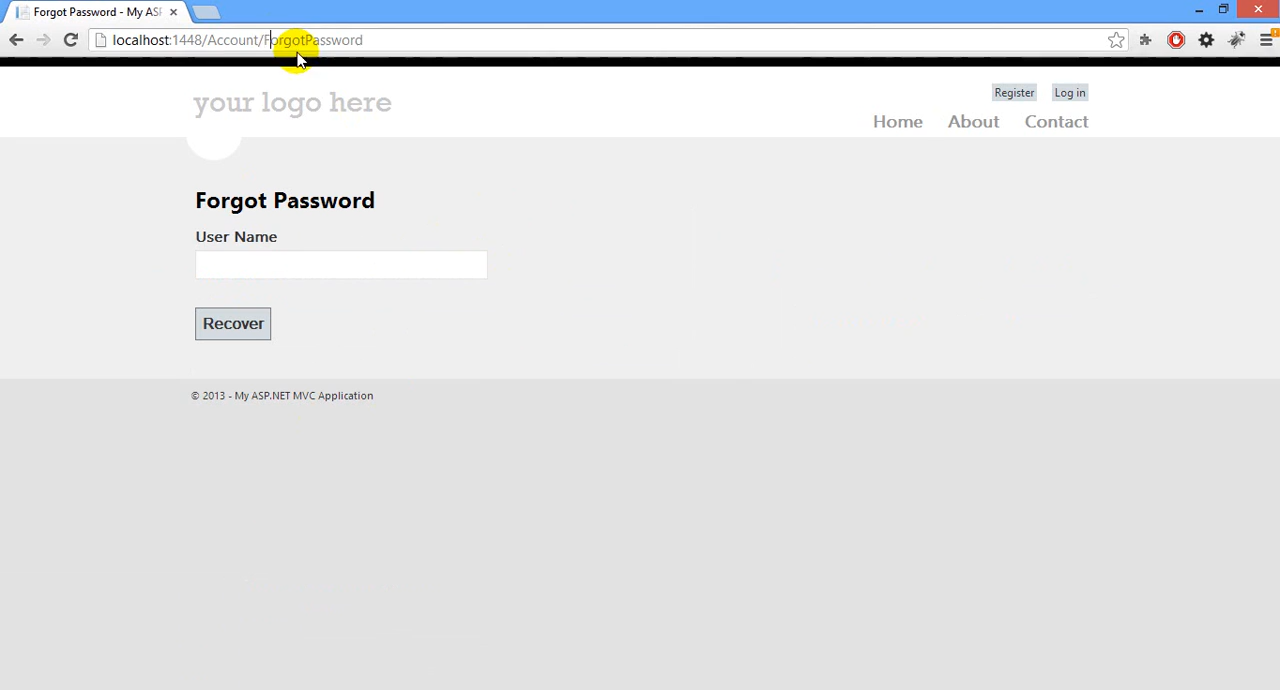 Forgot Password - My ASP
localhost:1448/Account/ForgotPassword
your logo here
Register Log in
Home About Contact
Forgot Password
User Name
Recover
© 2013 - My ASP.NET MVC Application